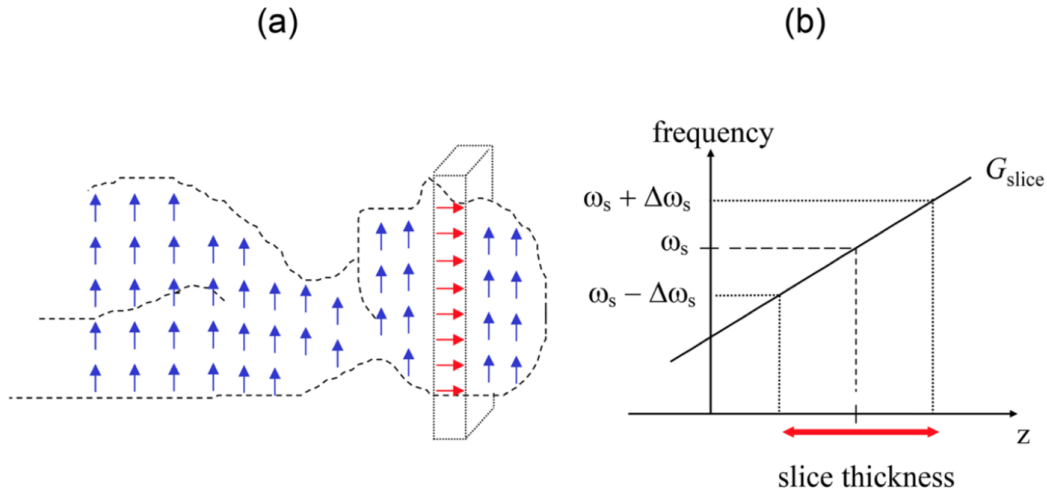 (a)
(b)
frequency
G_slice
ω_s + Δω_s
ω_s
ω_s − Δω_s
z
slice thickness